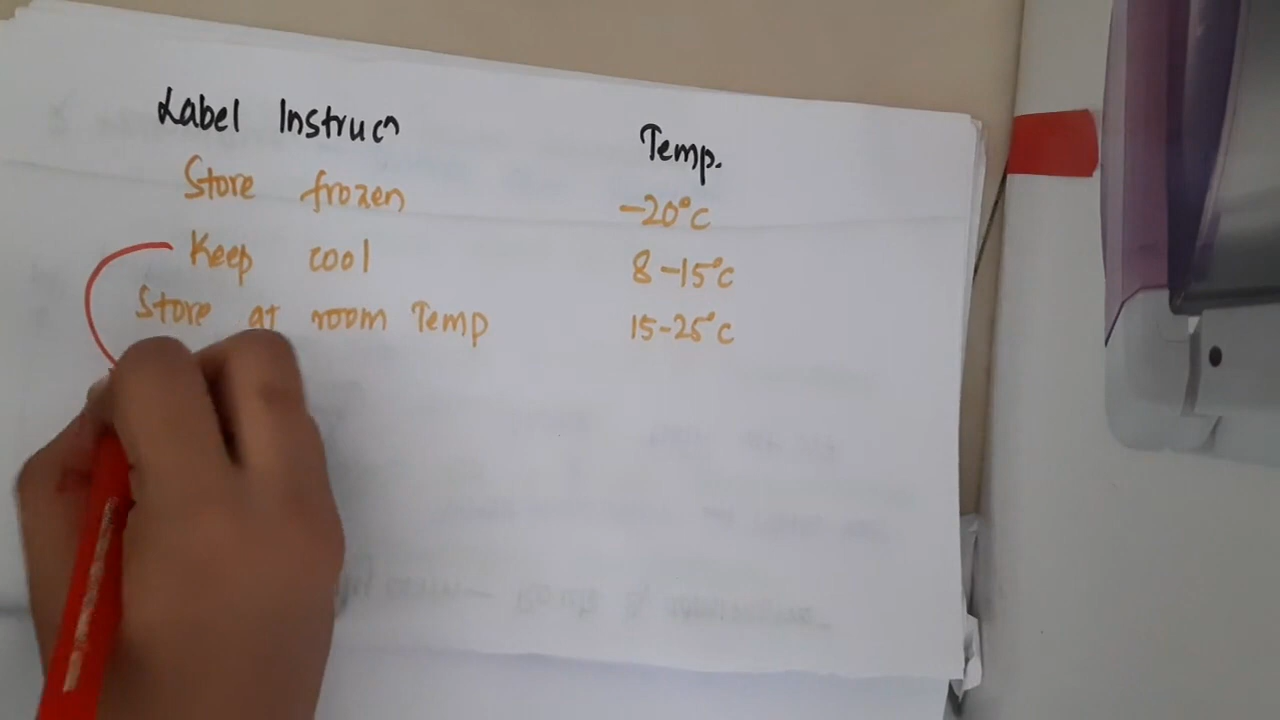 Label Instrucn Temp.
Store frozen -20°C
Keep cool 8-15°C
Store at room Temp 15-25°C